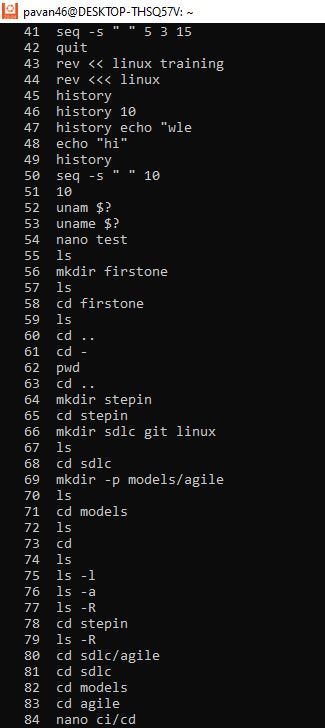 pavan46@DESKTOP-THSQ57V: ~
41 seq -s " " 5 3 15
42 quit
43 rev << linux training
44 rev <<< linux
45 history
46 history 10
47 history echo "wle
48 echo "hi"
49 history
50 seq -s " " 10
51 10
52 unam $?
53 uname $?
54 nano test
55 ls
56 mkdir firstone
57 ls
58 cd firstone
59 ls
60 cd ..
61 cd -
62 pwd
63 cd ..
64 mkdir stepin
65 cd stepin
66 mkdir sdlc git linux
67 ls
68 cd sdlc
69 mkdir -p models/agile
70 ls
71 cd models
72 ls
73 cd
74 ls
75 ls -l
76 ls -a
77 ls -R
78 cd stepin
79 ls -R
80 cd sdlc/agile
81 cd sdlc
82 cd models
83 cd agile
84 nano ci/cd